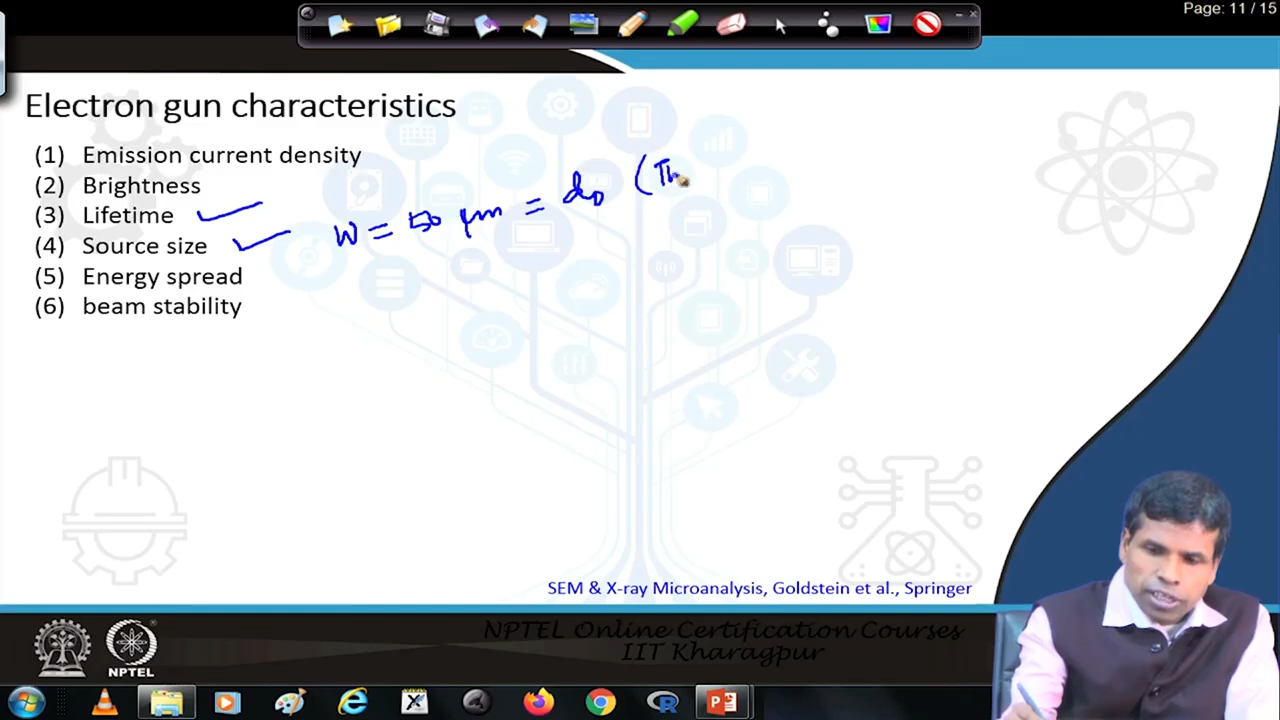 Page: 11 / 15
Electron gun characteristics
(1) Emission current density
(2) Brightness
(3) Lifetime
(4) Source size
W = 50 μm = d₀ (Th
(5) Energy spread
(6) beam stability
SEM & X-ray Microanalysis, Goldstein et al., Springer
NPTEL Online Certification Courses
IIT Kharagpur
NPTEL